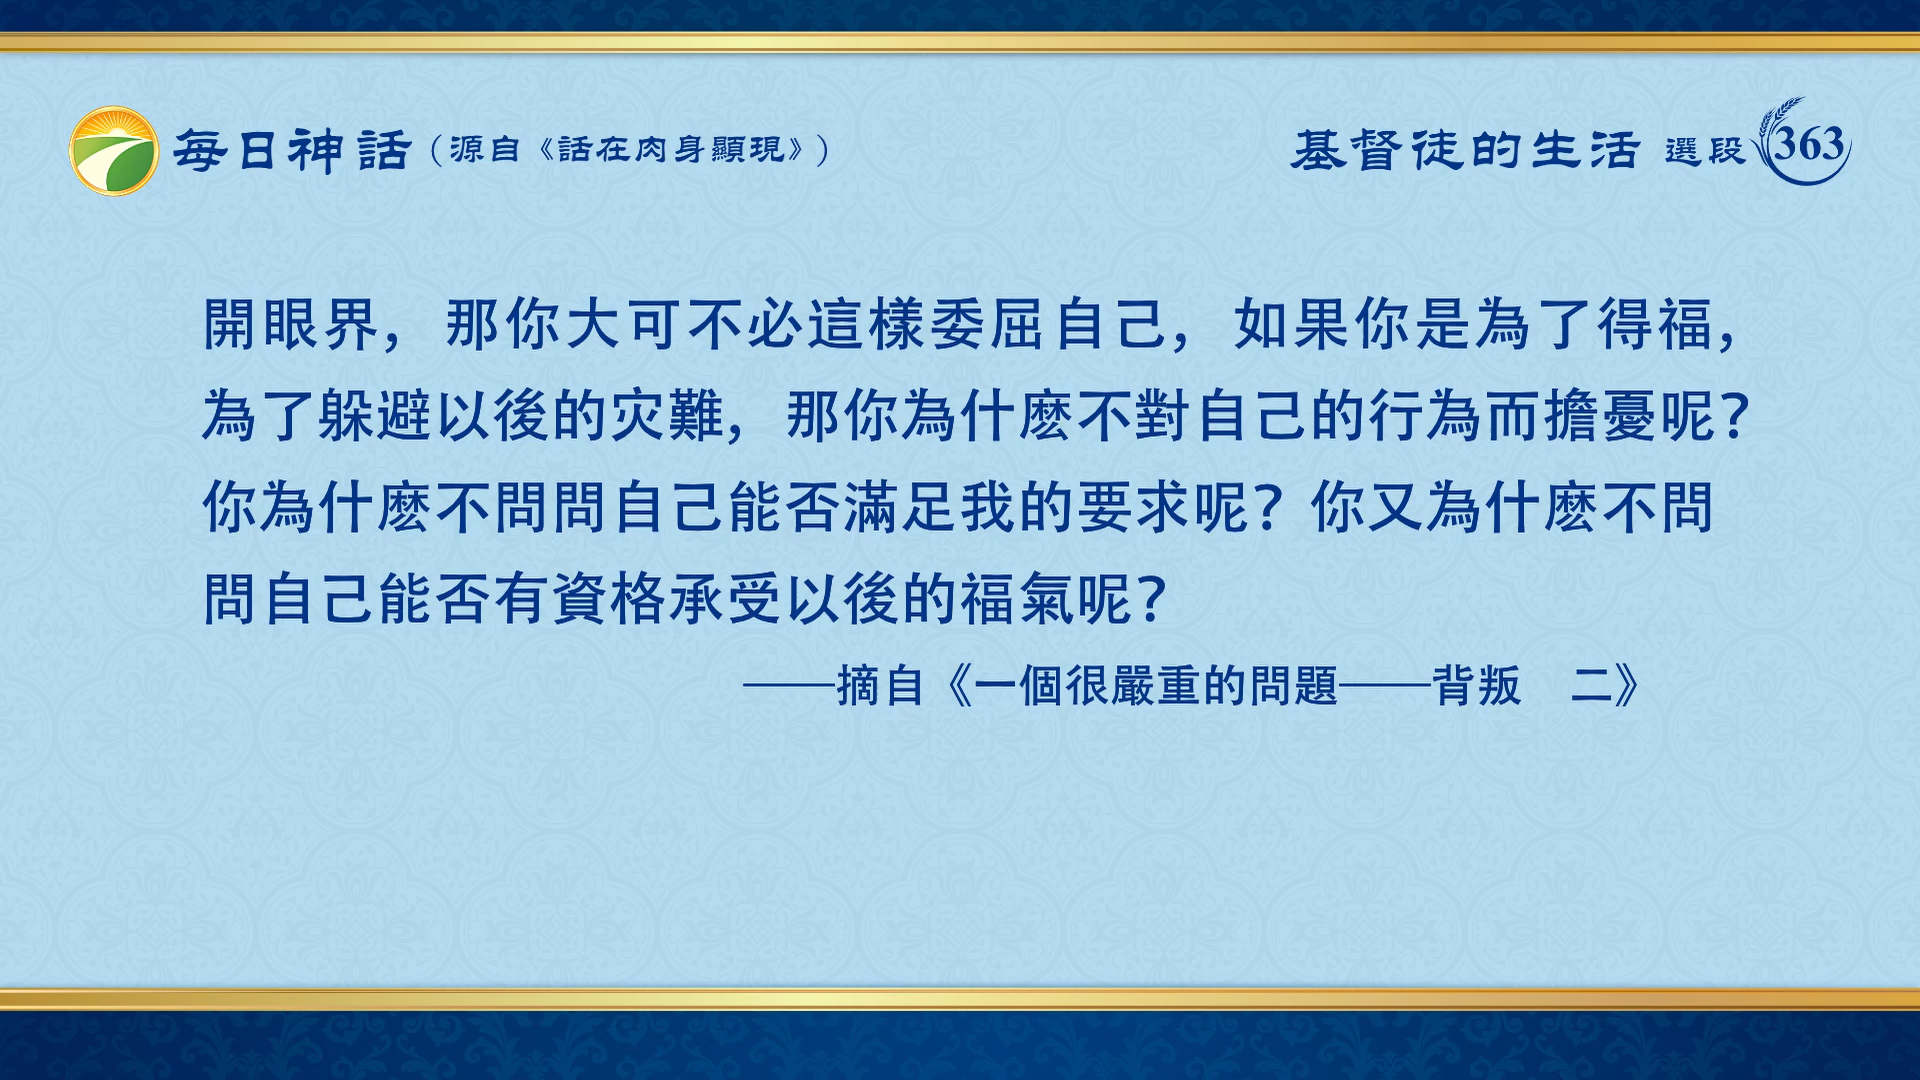 每日神話（源自《話在肉身顯現》）
基督徒的生活 選段 363
開眼界，那你大可不必這樣委屈自己，如果你是為了得福，
為了躲避以後的灾難，那你為什麽不對自己的行為而擔憂呢？
你為什麽不問問自己能否滿足我的要求呢？你又為什麽不問
問自己能否有資格承受以後的福氣呢？
——摘自《一個很嚴重的問題——背叛　二》